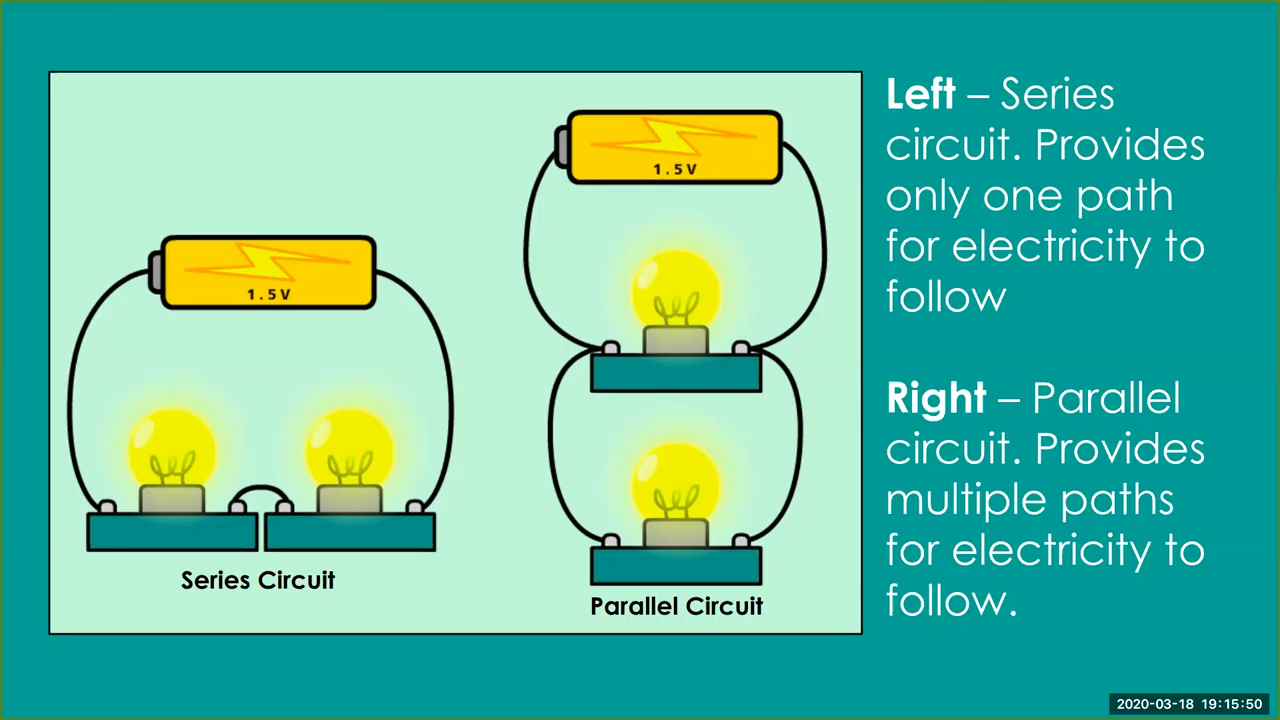 1.5V
1.5V
Series Circuit
Parallel Circuit
Left – Series
circuit. Provides
only one path
for electricity to
follow
Right – Parallel
circuit. Provides
multiple paths
for electricity to
follow.
2020-03-18 19:15:50